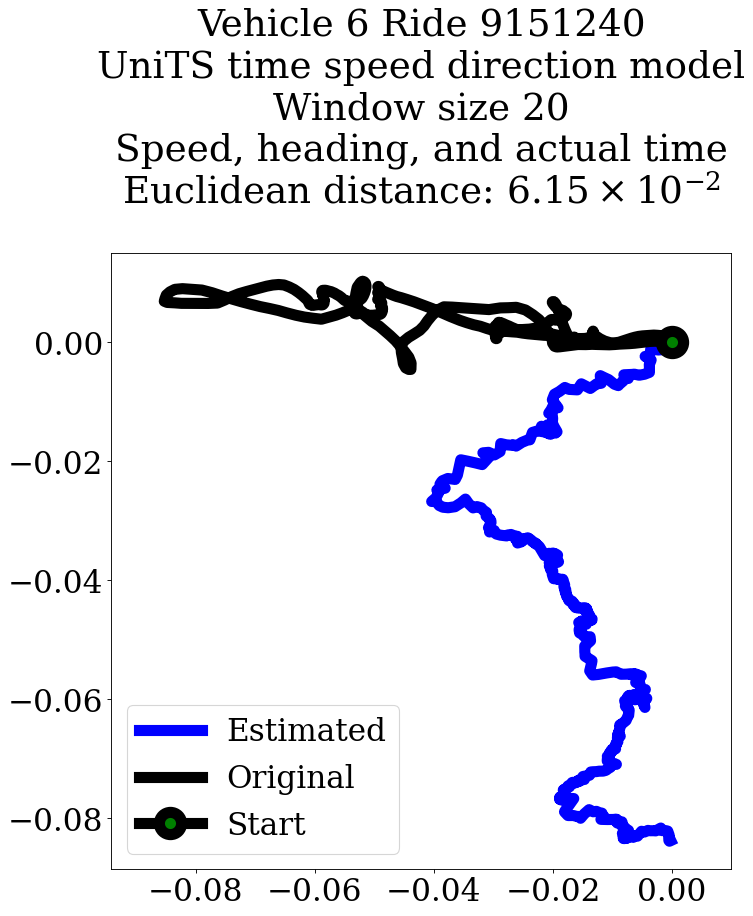 Vehicle 6 Ride 9151240
UniTS time speed direction model
Window size 20
Speed, heading, and actual time
Euclidean distance: 6.15 × 10⁻²
0.00
−0.02
−0.04
−0.06
−0.08
Estimated
Original
Start
−0.08 −0.06 −0.04 −0.02 0.00